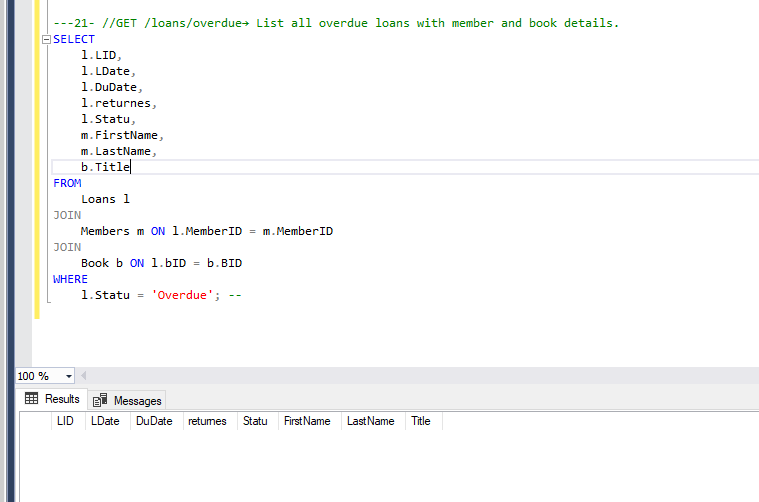 ---21- //GET /loans/overdue→ List all overdue loans with member and book details.
SELECT
l.LID,
l.LDate,
l.DuDate,
l.returnes,
l.Statu,
m.FirstName,
m.LastName,
b.Title
FROM
Loans l
JOIN
Members m ON l.MemberID = m.MemberID
JOIN
Book b ON l.bID = b.BID
WHERE
l.Statu = 'Overdue'; --
100 %
Results Messages
LID LDate DuDate returnes Statu FirstName LastName Title